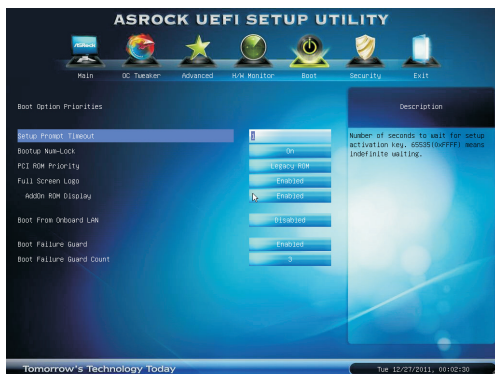 ASROCK UEFI SETUP UTILITY
ASRock
Main OC Tweaker Advanced H/W Monitor Boot Security Exit
Boot Option Priorities
Description
Setup Prompt Timeout 1
Number of seconds to wait for setup
activation key. 65535(0xFFFF) means
indefinite waiting.
Bootup Num-Lock On
PCI ROM Priority Legacy ROM
Full Screen Logo Enabled
AddOn ROM Display Enabled
Boot From Onboard LAN Disabled
Boot Failure Guard Enabled
Boot Failure Guard Count 3
Tomorrow's Technology Today
Tue 12/27/2011, 00:02:30